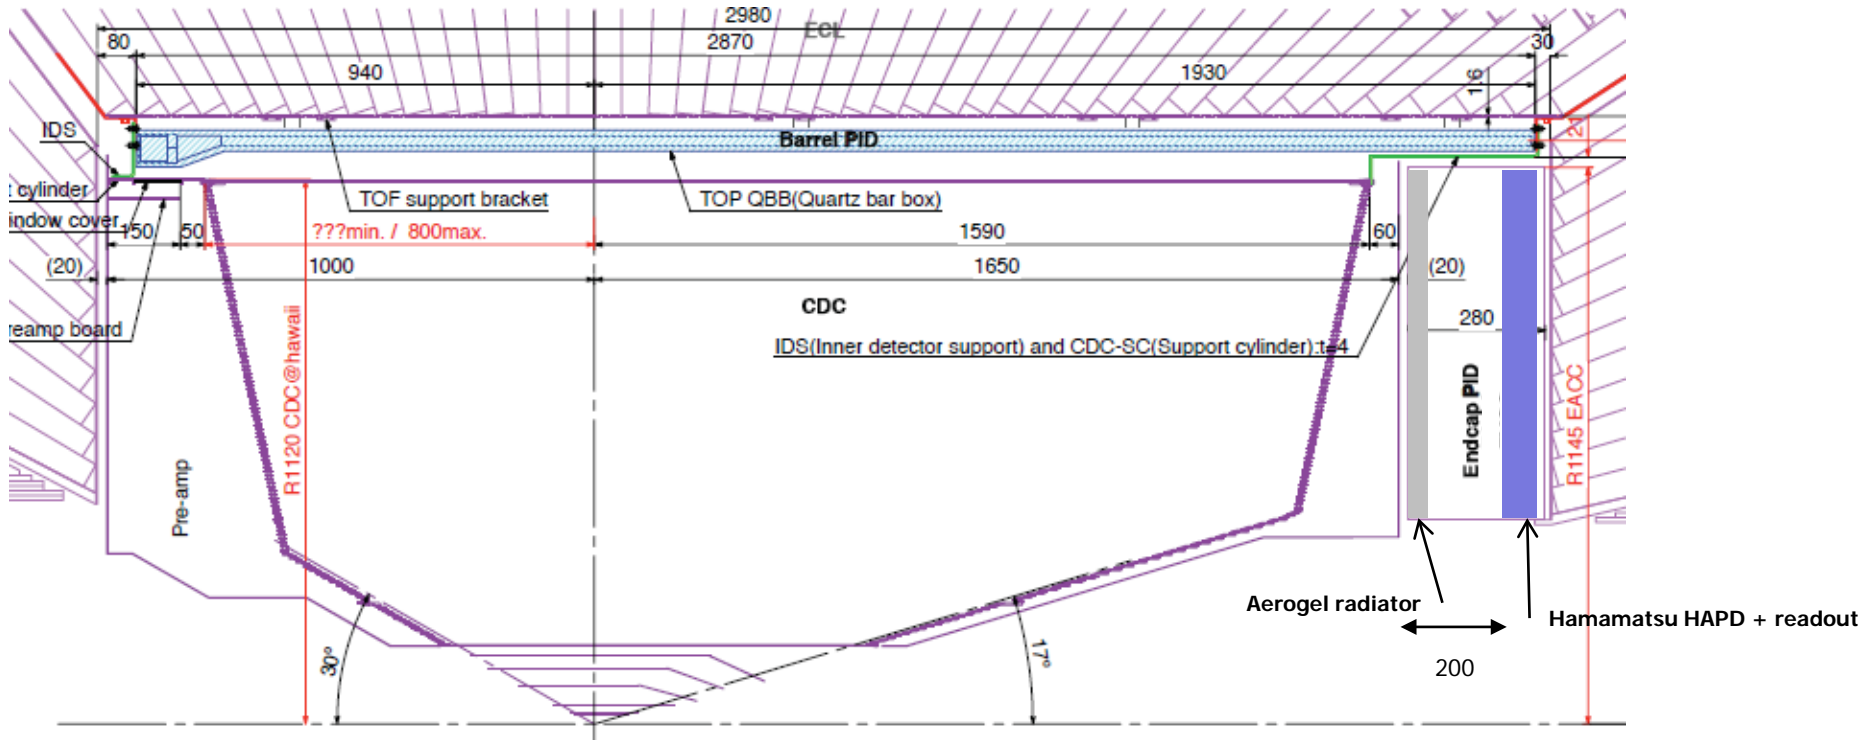 2980
ECL
80
2870
30
940
1930
1.6
IDS
Barrel PID
21
t cylinder
TOF support bracket
TOP QBB(Quartz bar box)
indow cover
150
50
???min. / 800max.
1590
60
(20)
1000
1650
(20)
CDC
280
reamp board
IDS(Inner detector support) and CDC-SC(Support cylinder):t=4
R1120 CDC@hawaii
Endcap PID
R1145 EACC
Pre-amp
Aerogel radiator
Hamamatsu HAPD + readout
30°
17°
200